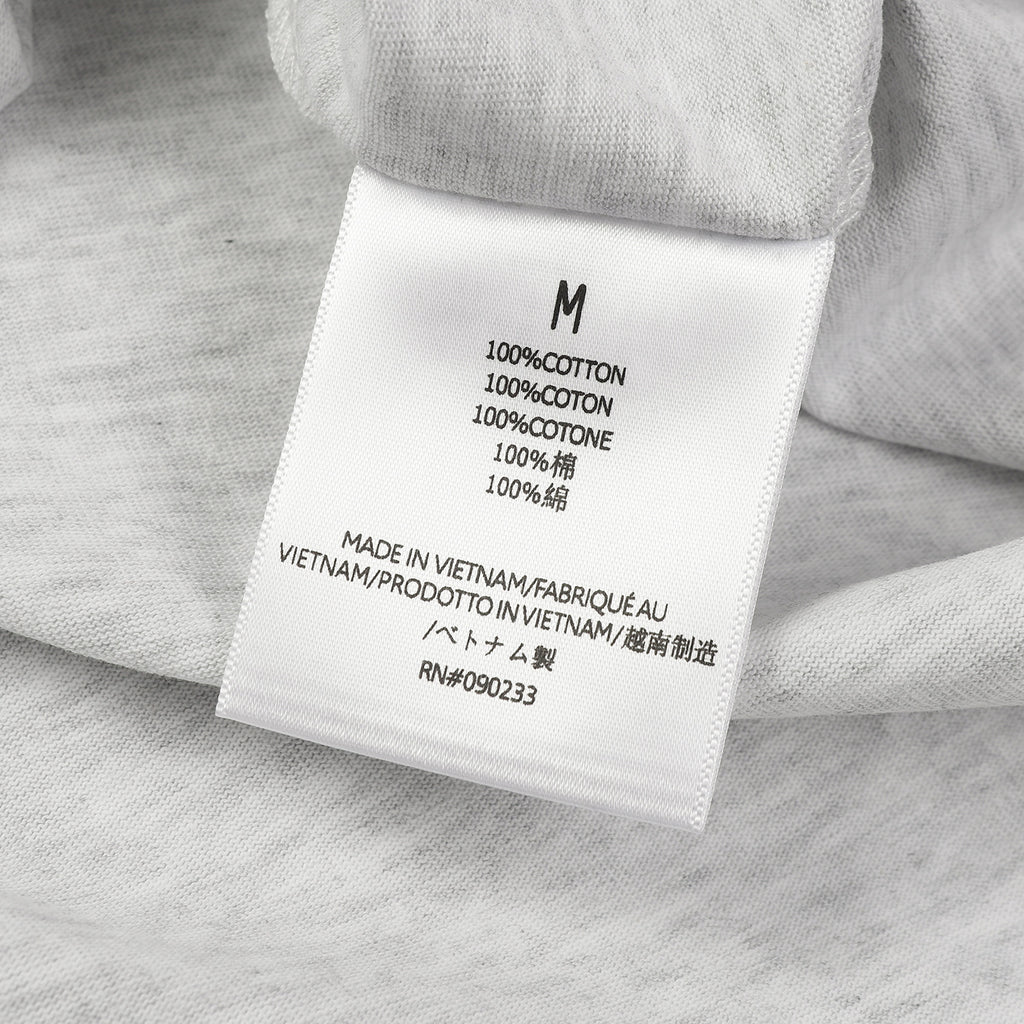 M
100%COTTON
100%COTON
100%COTONE
100%棉
100%綿
MADE IN VIETNAM/FABRIQUÉ AU
VIETNAM/PRODOTTO IN VIETNAM/越南制造
/ベトナム製
RN#090233